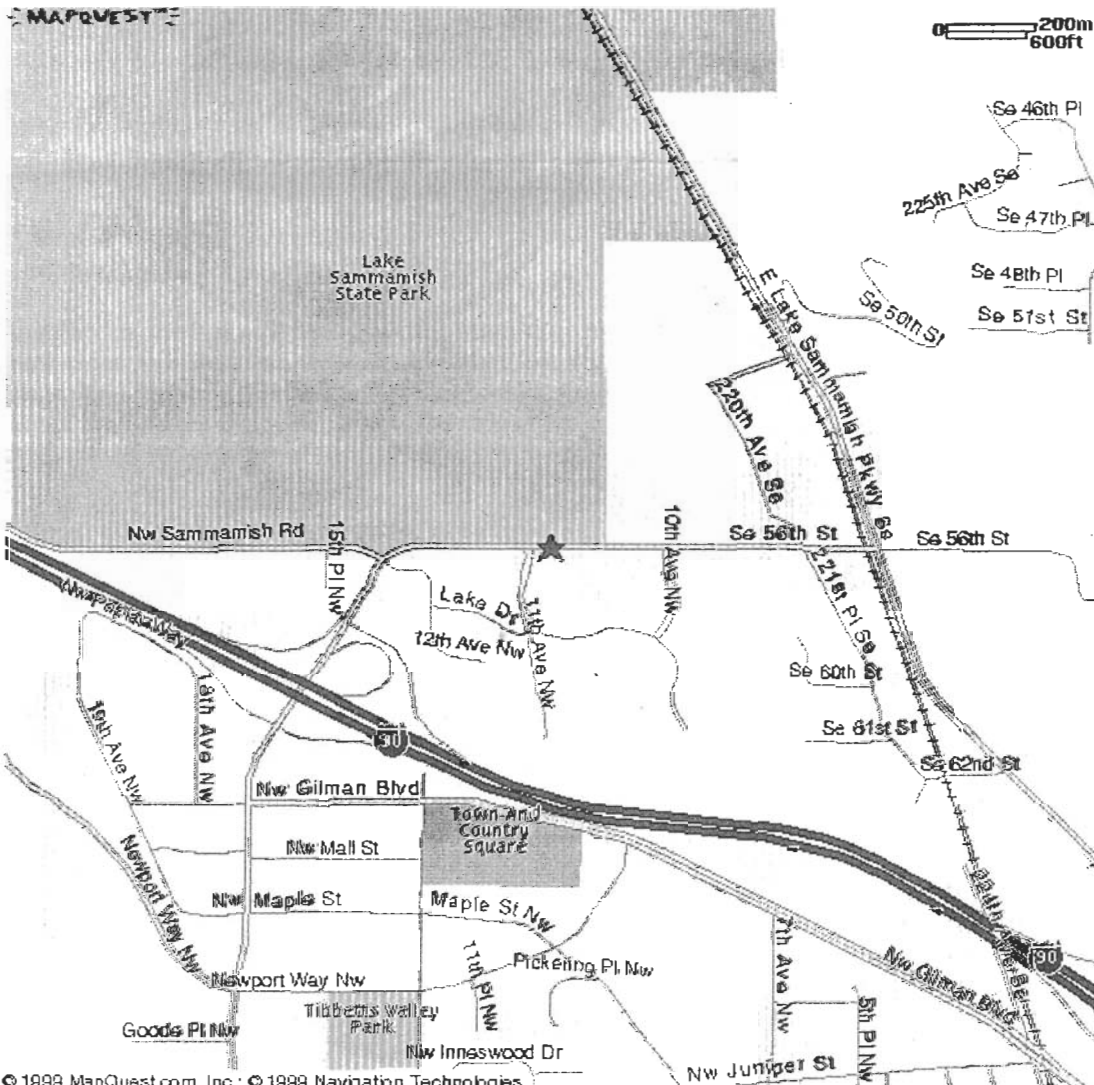 MAPQUEST
0 200m
600ft
Se 46th Pl
225th Ave Se
Se 47th Pl
Lake
Sammamish
State Park
Se 48th Pl
Se 50th St
Se 51st St
E Lake Sammamish Pkwy Se
220th Ave Se
Nw Sammamish Rd
15th Pl Nw
10th Ave Nw
Se 56th St
Se 56th St
Lake Dr
11th Ave Nw
12th Ave Nw
221st Pl Se
Se 60th St
18th Ave Nw
19th Ave Nw
Se 61st St
90
Se 62nd St
Nw Gilman Blvd
Town And
Country
Square
Nw Mall St
Newport Way Nw
Nw Maple St
Maple St Nw
Newport Way Nw
11th Pl Nw
Pickering Pl Nw
7th Ave Nw
Nw Gilman Blvd
90
Tibbetts Valley
Park
Goode Pl Nw
5th Pl Nw
Nw Inneswood Dr
Nw Juniper St
© 1999 MapQuest.com, Inc.; © 1999 Navigation Technologies